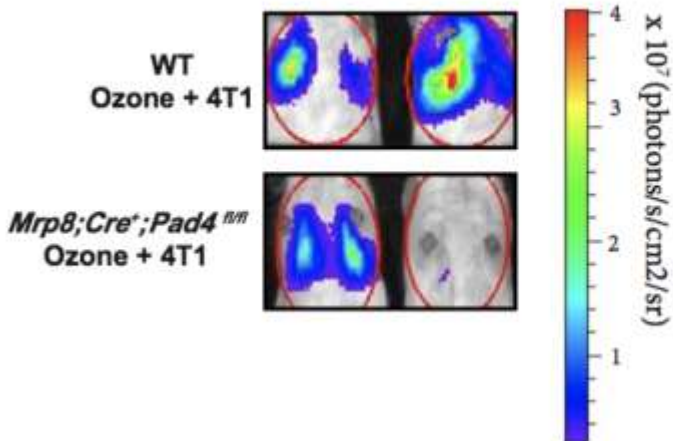 WT
Ozone + 4T1
Mrp8;Cre⁺;Pad4 fl/fl
Ozone + 4T1
4
3
2
1
x 10⁷ (photons/s/cm2/sr)